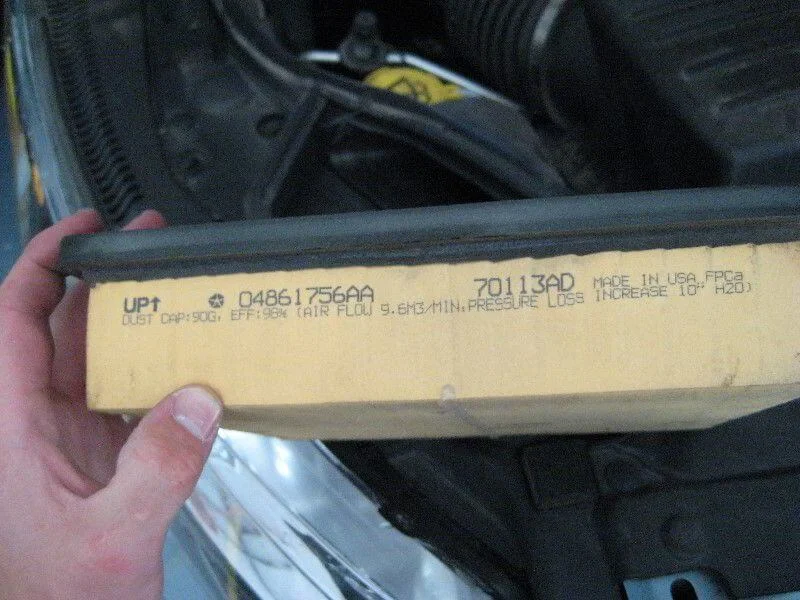 UP↑ 04861756AA 70113AD MADE IN USA FPCa
DUST CAP:90G, EFF:98% (AIR FLOW 9.6M3/MIN.PRESSURE LOSS INCREASE 10" H2O)